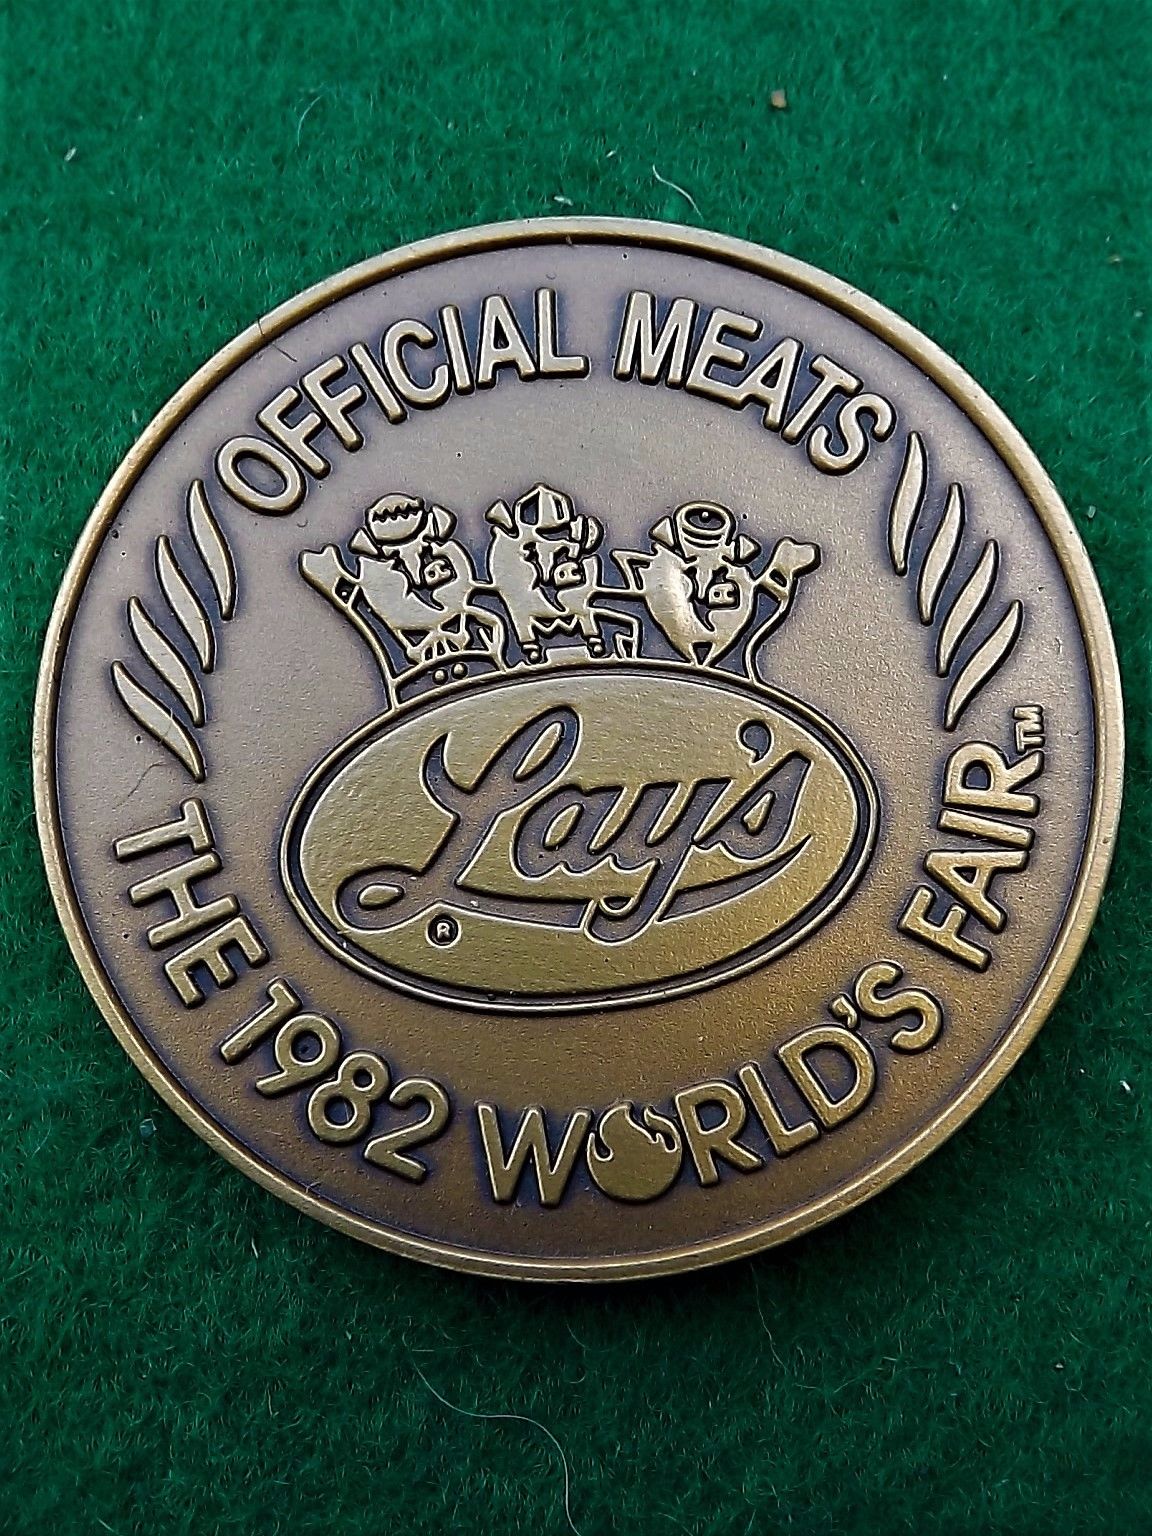 OFFICIAL MEATS
Lay's
®
THE 1982 WORLD'S FAIR™